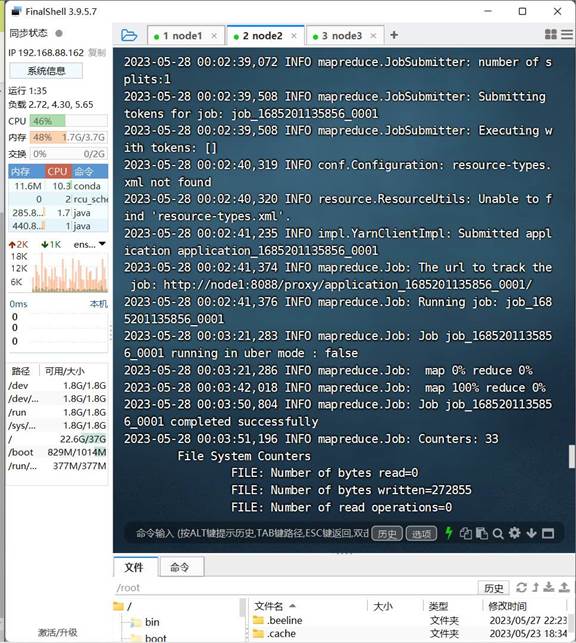 FinalShell 3.9.5.7
同步状态
IP 192.88.88.162 复制
系统信息
运行 1:35
负载 2.72, 4.30, 5.65
CPU 46%
内存 48% 1.7G/3.7G
交换 0% 0/2G
内存 CPU 命令
11.6M 10.3 conda
0 2 rcu_sche
285.8... 1.7 java
440.8... 1 java
2K 1K ens...
18K
12K
6K
0ms 本机
0
0
0
路径 可用/大小
/dev 1.8G/1.8G
/dev/... 1.8G/1.8G
/run 1.8G/1.8G
/sys/... 1.8G/1.8G
/ 22.6G/37G
/boot 829M/1014M
/run/... 377M/377M
激活/升级
1 node1
2 node2
3 node3
2023-05-28 00:02:39,072 INFO mapreduce.JobSubmitter: number of s
plits:1
2023-05-28 00:02:39,508 INFO mapreduce.JobSubmitter: Submitting
tokens for job: job_1685201135856_0001
2023-05-28 00:02:39,508 INFO mapreduce.JobSubmitter: Executing w
ith tokens: []
2023-05-28 00:02:40,319 INFO conf.Configuration: resource-types.
xml not found
2023-05-28 00:02:40,320 INFO resource.ResourceUtils: Unable to f
ind 'resource-types.xml'.
2023-05-28 00:02:41,235 INFO impl.YarnClientImpl: Submitted appl
ication application_1685201135856_0001
2023-05-28 00:02:41,374 INFO mapreduce.Job: The url to track the
job: http://node1:8088/proxy/application_1685201135856_0001/
2023-05-28 00:02:41,376 INFO mapreduce.Job: Running job: job_168
5201135856_0001
2023-05-28 00:03:21,283 INFO mapreduce.Job: Job job_168520113585
6_0001 running in uber mode : false
2023-05-28 00:03:21,286 INFO mapreduce.Job:  map 0% reduce 0%
2023-05-28 00:03:42,018 INFO mapreduce.Job:  map 100% reduce 0%
2023-05-28 00:03:50,804 INFO mapreduce.Job: Job job_168520113585
6_0001 completed successfully
2023-05-28 00:03:51,196 INFO mapreduce.Job: Counters: 33
File System Counters
FILE: Number of bytes read=0
FILE: Number of bytes written=272855
FILE: Number of read operations=0
命令输入 (按ALT键提示历史,TAB键路径,ESC键返回,双击 历史 选项
文件 命令
/root 历史
/
bin
boot
文件名 大小 类型 修改时间
.beeline 文件夹 2023/05/27 22:23
.cache 文件夹 2023/05/23 18:34